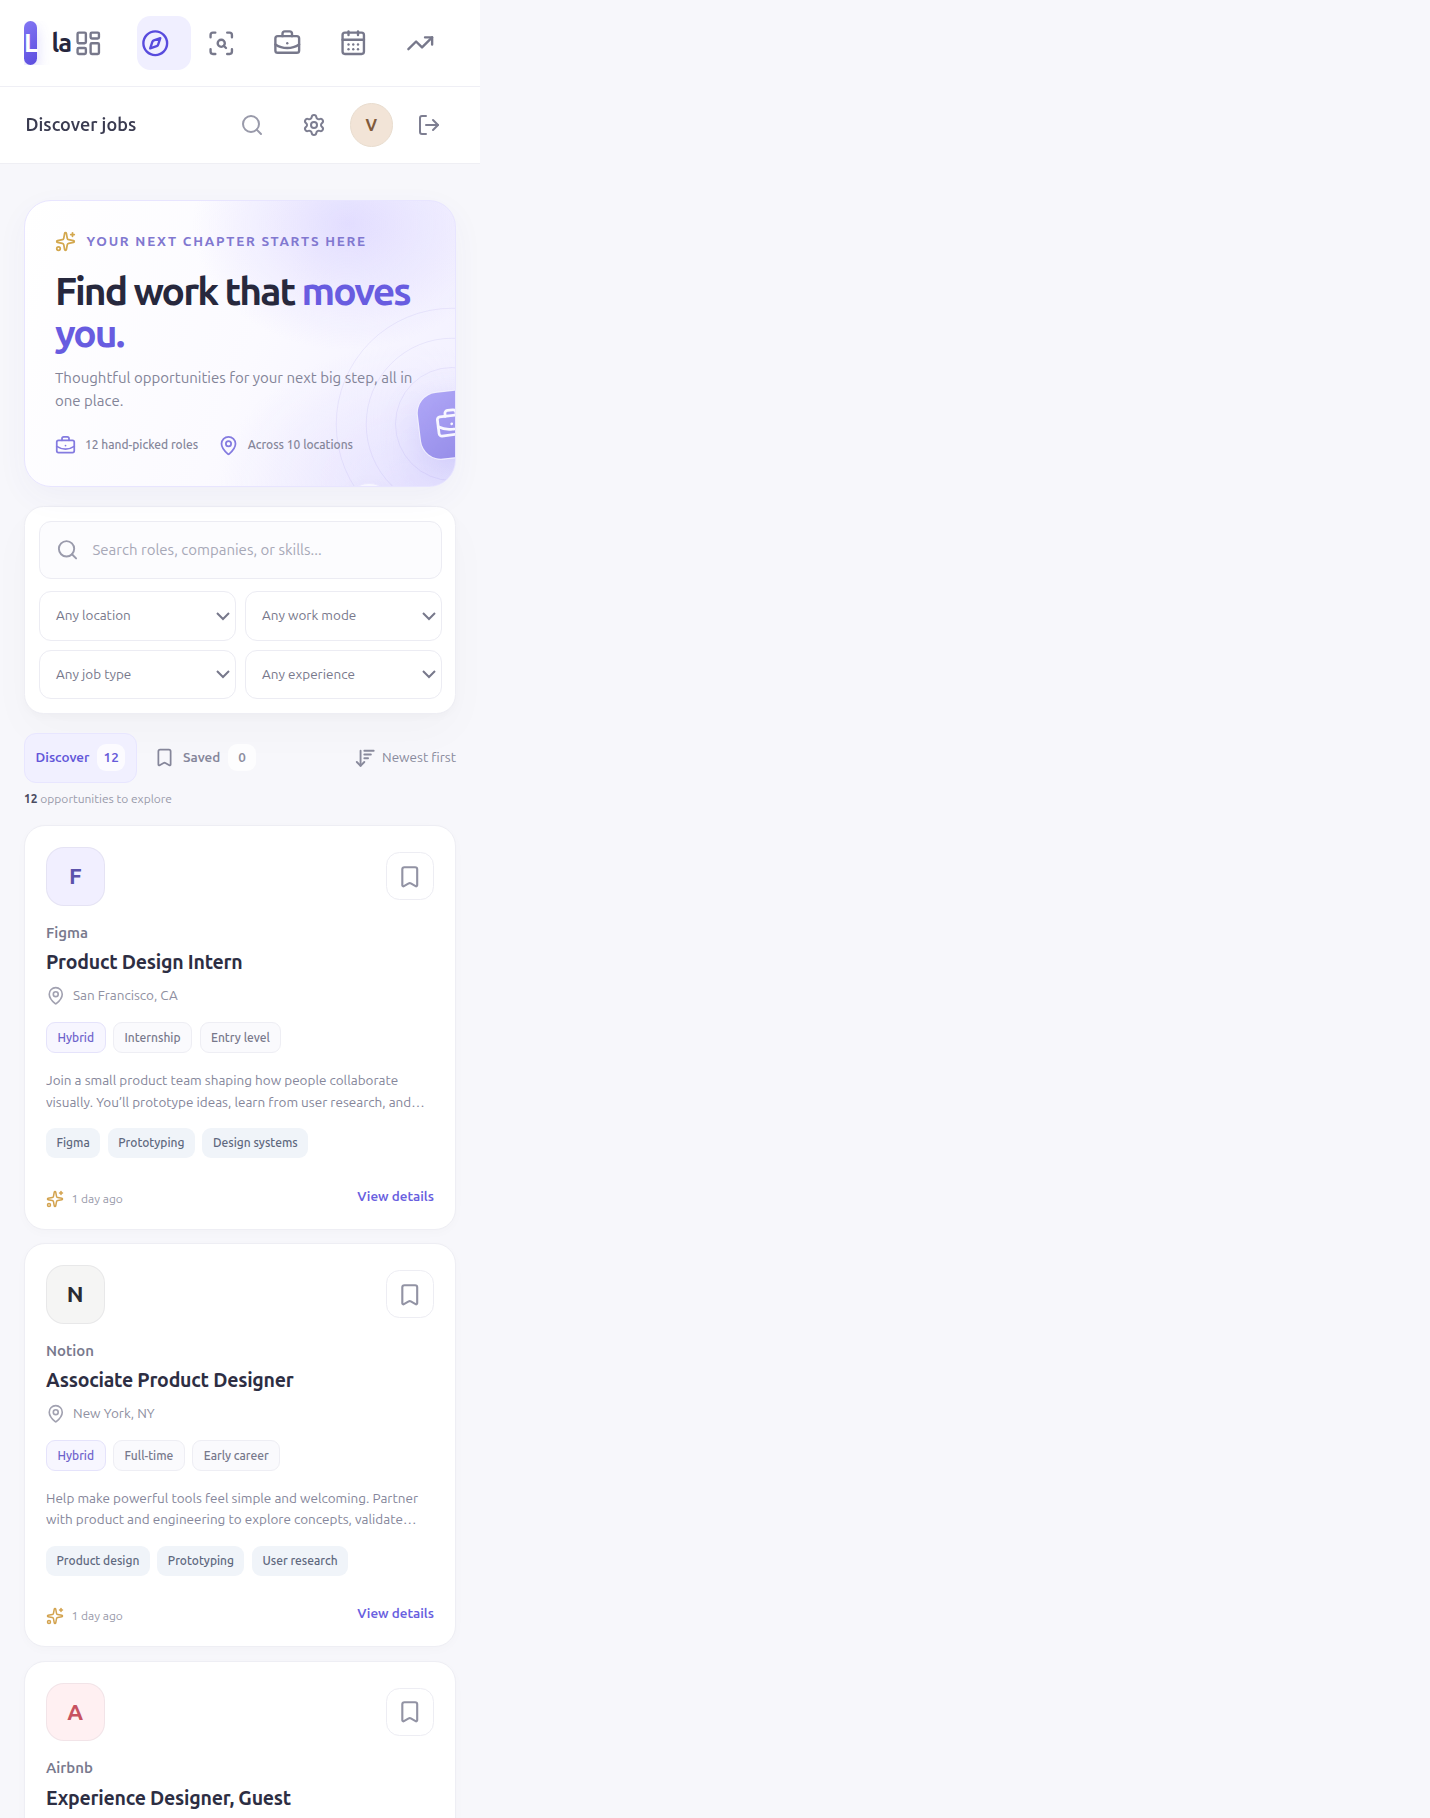 L la
Discover jobs
V
YOUR NEXT CHAPTER STARTS HERE
Find work that moves
you.
Thoughtful opportunities for your next big step, all in
one place.
12 hand-picked roles
Across 10 locations
Search roles, companies, or skills...
Any location
Any work mode
Any job type
Any experience
Discover 12
Saved 0
Newest first
12 opportunities to explore
F
Figma
Product Design Intern
San Francisco, CA
Hybrid
Internship
Entry level
Join a small product team shaping how people collaborate
visually. You'll prototype ideas, learn from user research, and...
Figma
Prototyping
Design systems
1 day ago
View details
N
Notion
Associate Product Designer
New York, NY
Hybrid
Full-time
Early career
Help make powerful tools feel simple and welcoming. Partner
with product and engineering to explore concepts, validate...
Product design
Prototyping
User research
1 day ago
View details
A
Airbnb
Experience Designer, Guest